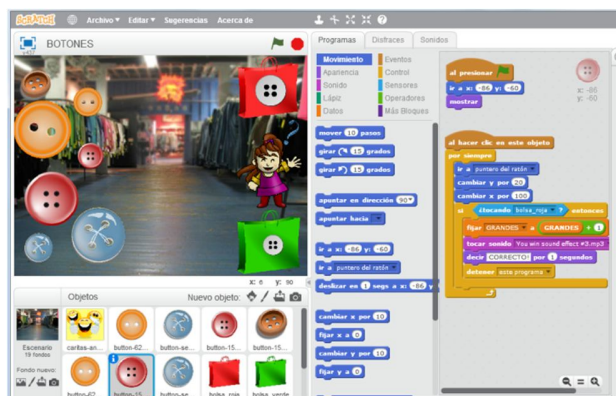 SCRATCH Archivo Editar Sugerencias Acerca de
BOTONES
v437
x: 6 y: 90
Objetos Nuevo objeto:
Escenario
19 fondos
Fondo nuevo:
caritas-an...
button-62...
button-se...
button-15...
button-15...
button-62...
button-15...
button-se...
bolsa_roja
bolsa_verde
Programas Disfraces Sonidos
Movimiento Eventos
Apariencia Control
Sonido Sensores
Lápiz Operadores
Datos Más Bloques
mover 10 pasos
girar 15 grados
girar 15 grados
apuntar en dirección 90
apuntar hacia
ir a x: -86 y: -60
ir a puntero del ratón
deslizar en 1 segs a x: -86 y
cambiar x por 10
fijar x a 0
cambiar y por 10
fijar y a 0
al presionar
ir a x: -86 y: -60
mostrar
x: -86
y: -60
al hacer clic en este objeto
por siempre
ir a puntero del ratón
cambiar y por 20
cambiar x por 100
si ¿tocando bolsa_roja ? entonces
fijar GRANDES a GRANDES + 1
tocar sonido You win sound effect #3.mp3
decir CORRECTO! por 1 segundos
detener este programa